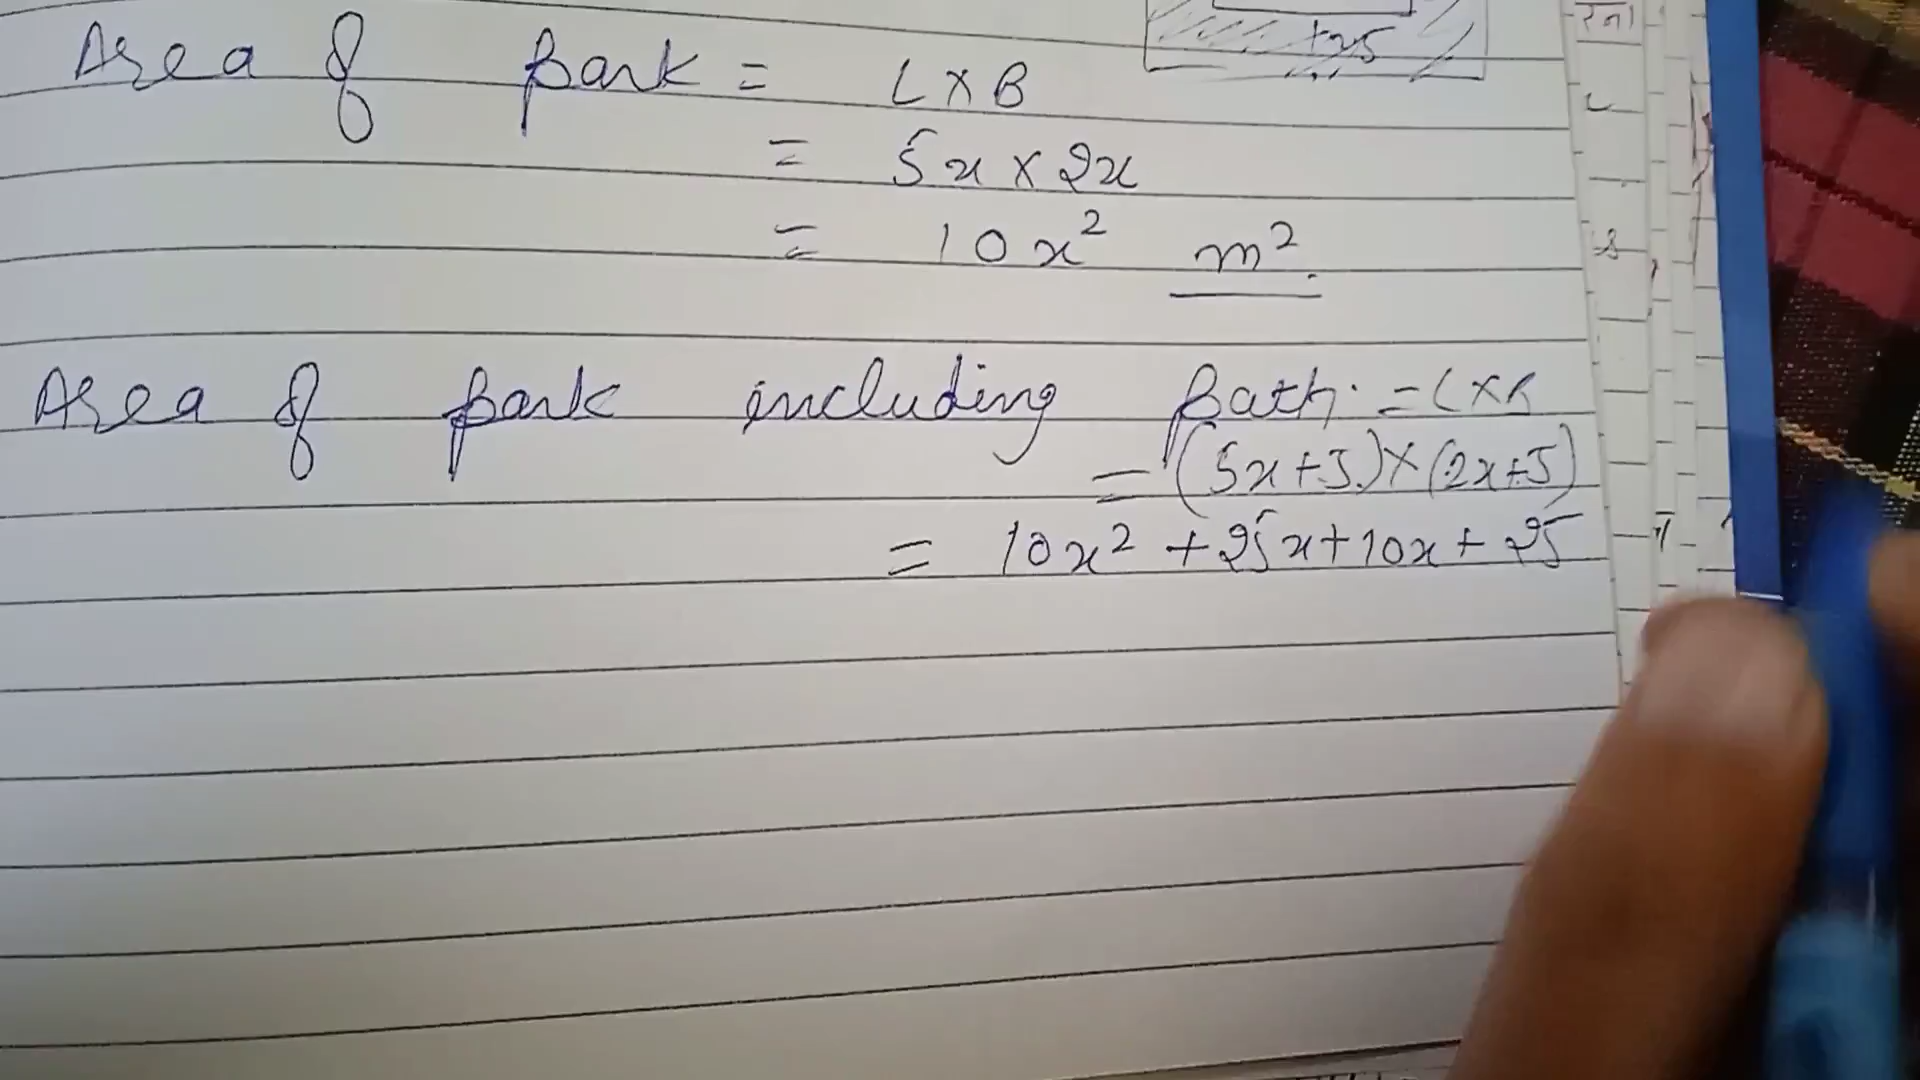 Area of park = L X B
= 5x x 2x
= 10x² m².
Area of park including path. = L X B
= (5x+5) X (2x+5)
= 10x² + 25x + 10x + 25